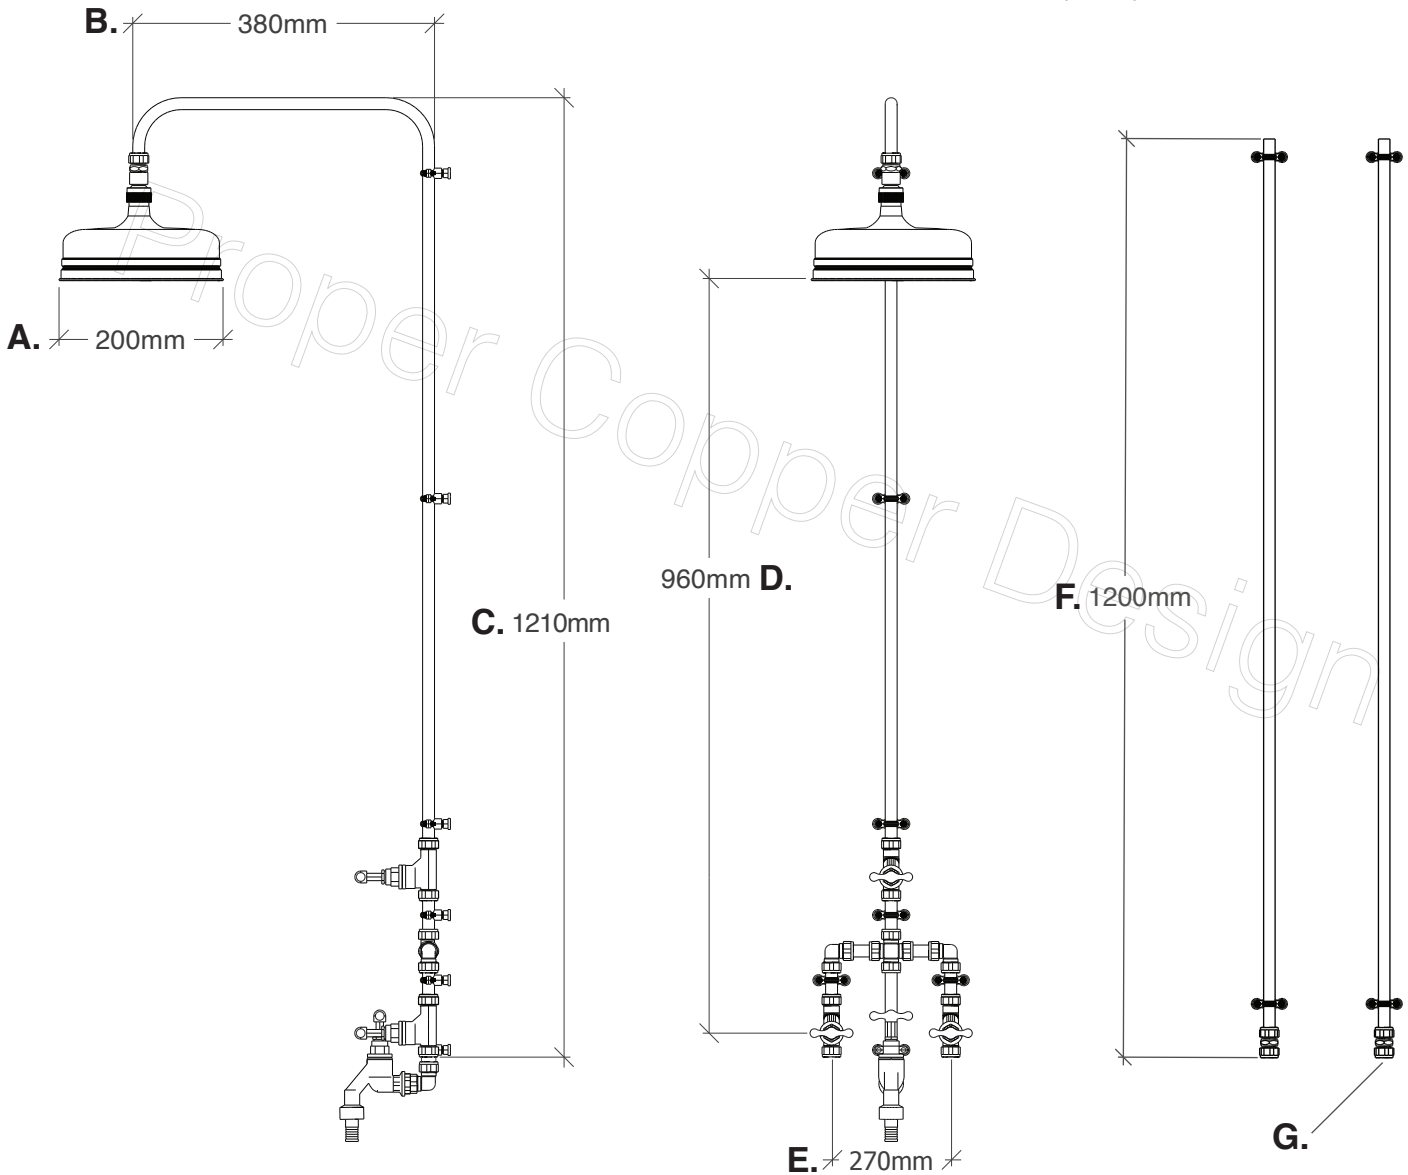 B. 380mm
A. 200mm
Proper Copper Design
960mm D.
F. 1200mm
C. 1210mm
G.
E. 270mm